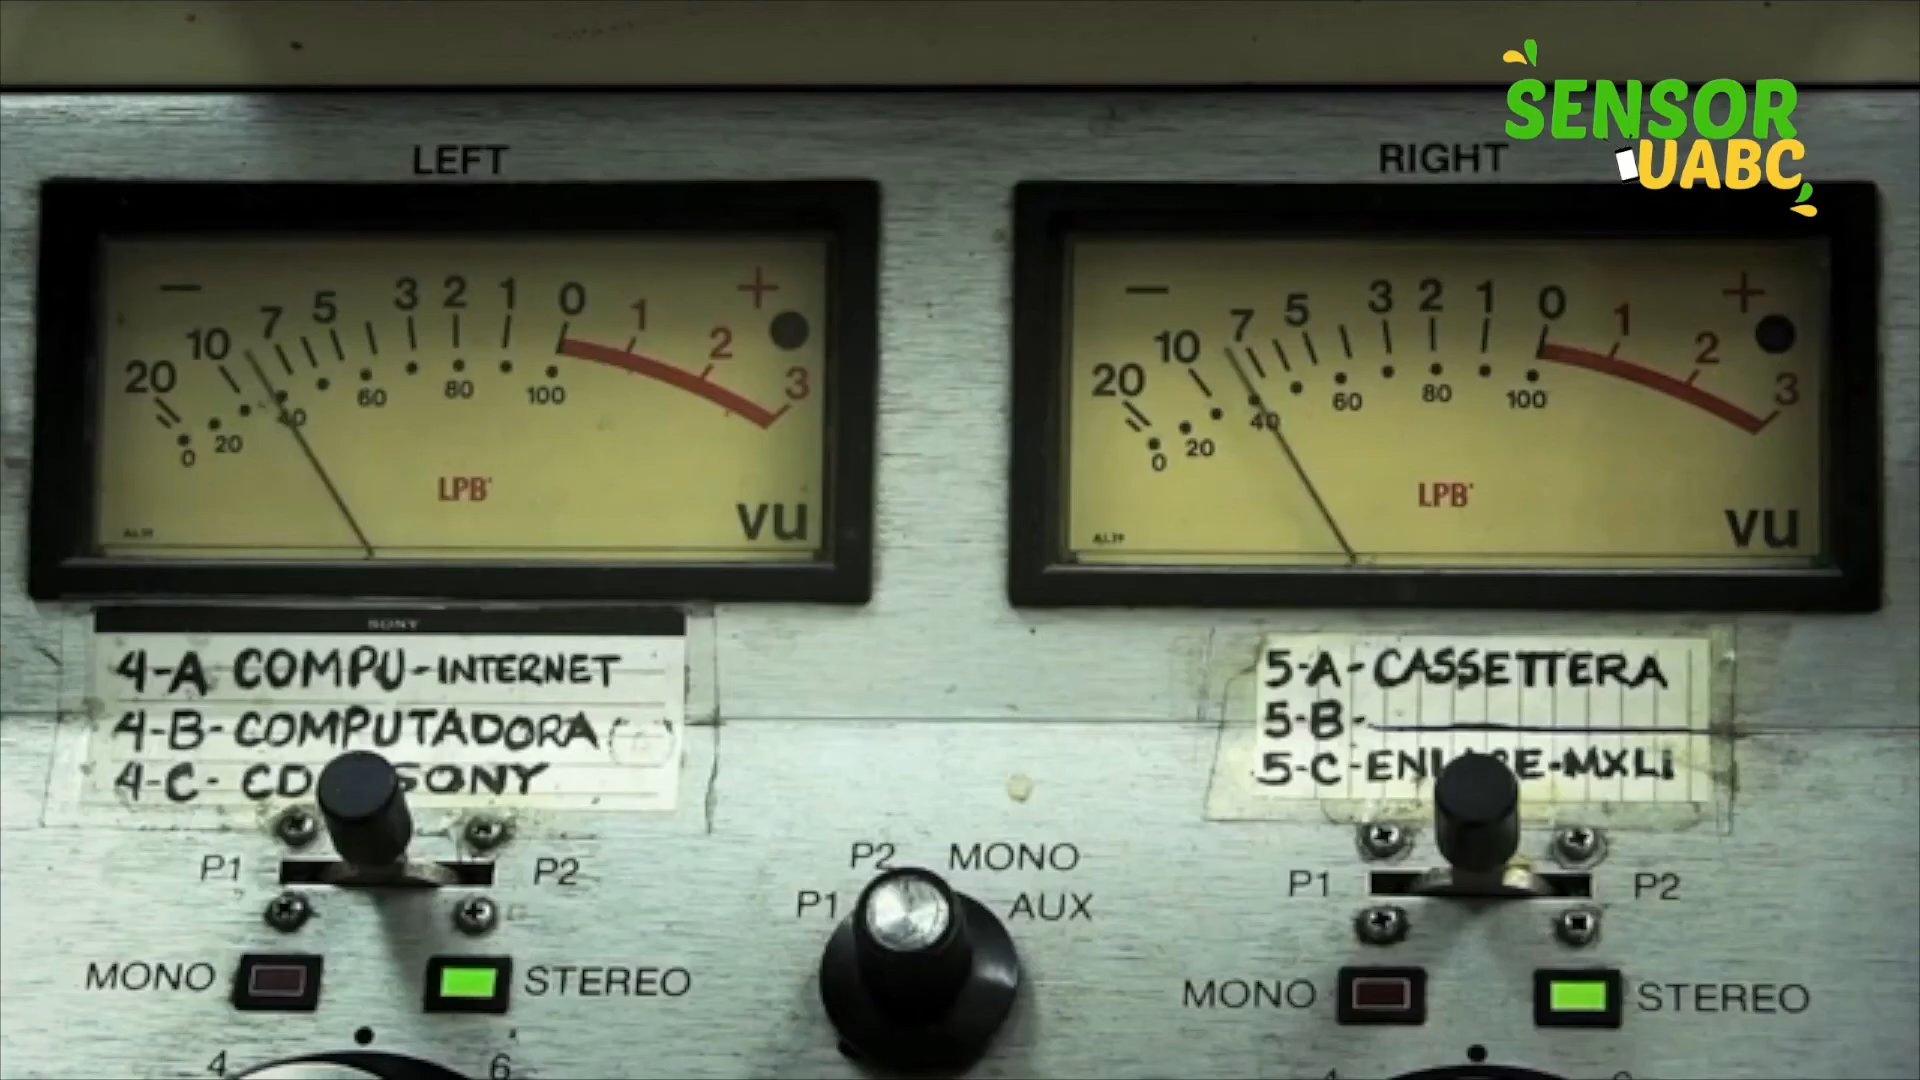 SENSOR
UABC
LEFT
RIGHT
− 20 10 7 5 3 2 1 0 1 2 3 +
0 20 40 60 80 100
LPB
VU
− 20 10 7 5 3 2 1 0 1 2 3 +
0 20 40 60 80 100
LPB
VU
SONY
4-A COMPU-INTERNET
4-B-COMPUTADORA
4-C- CD SONY
5-A-CASSETTERA
5-B-
5-C-ENLACE-MXLi
P1 P2
P2 MONO
P1 AUX
P1 P2
MONO STEREO
MONO STEREO
4 6